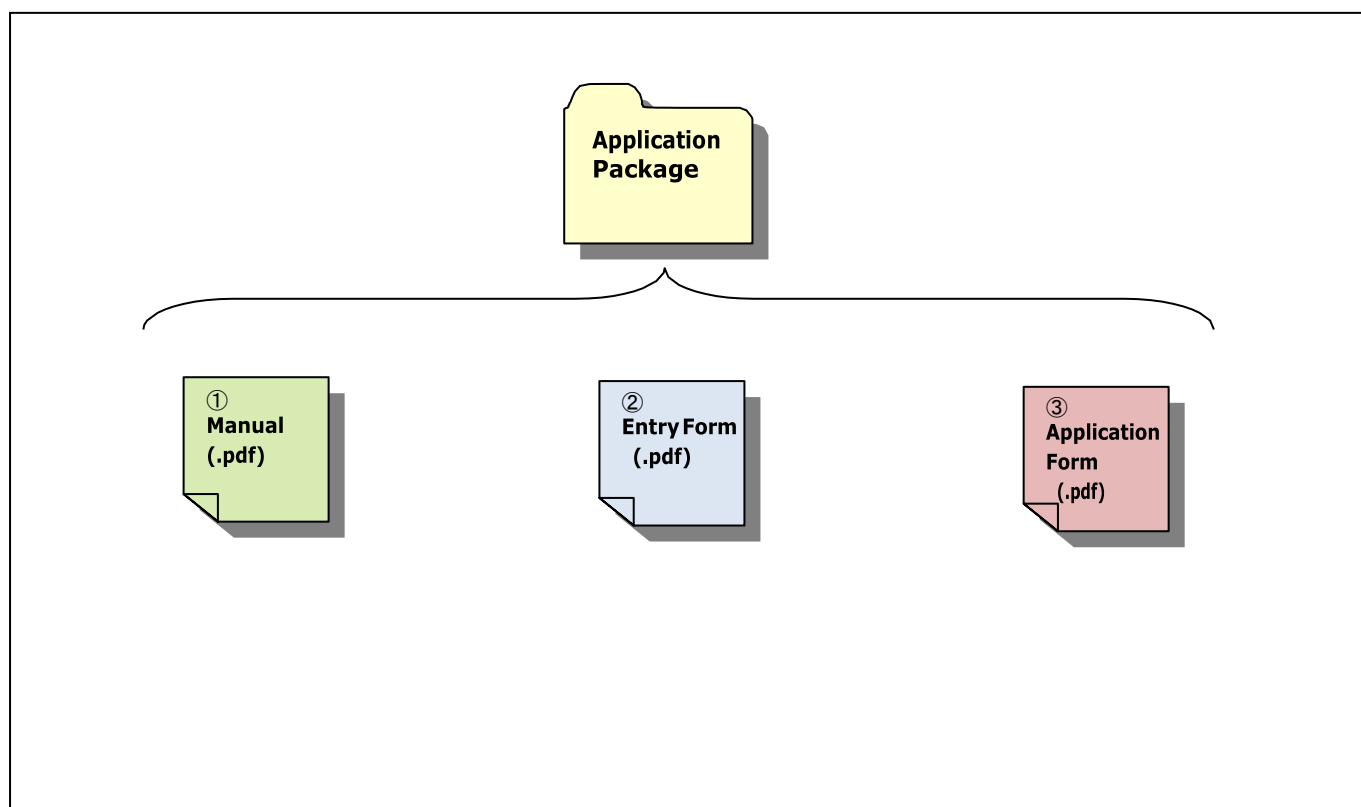 Application
Package
①
Manual
(.pdf)
②
Entry Form
(.pdf)
③
Application
Form
(.pdf)